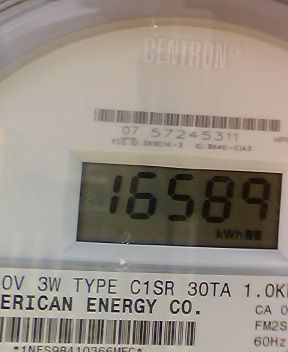 CENTRON®
07 57245311
16589
kWh
0V 3W TYPE C1SR 30TA 1.0K
ERICAN ENERGY CO.
CA 0
FM2S
60Hz
*1NES98410366MEC*